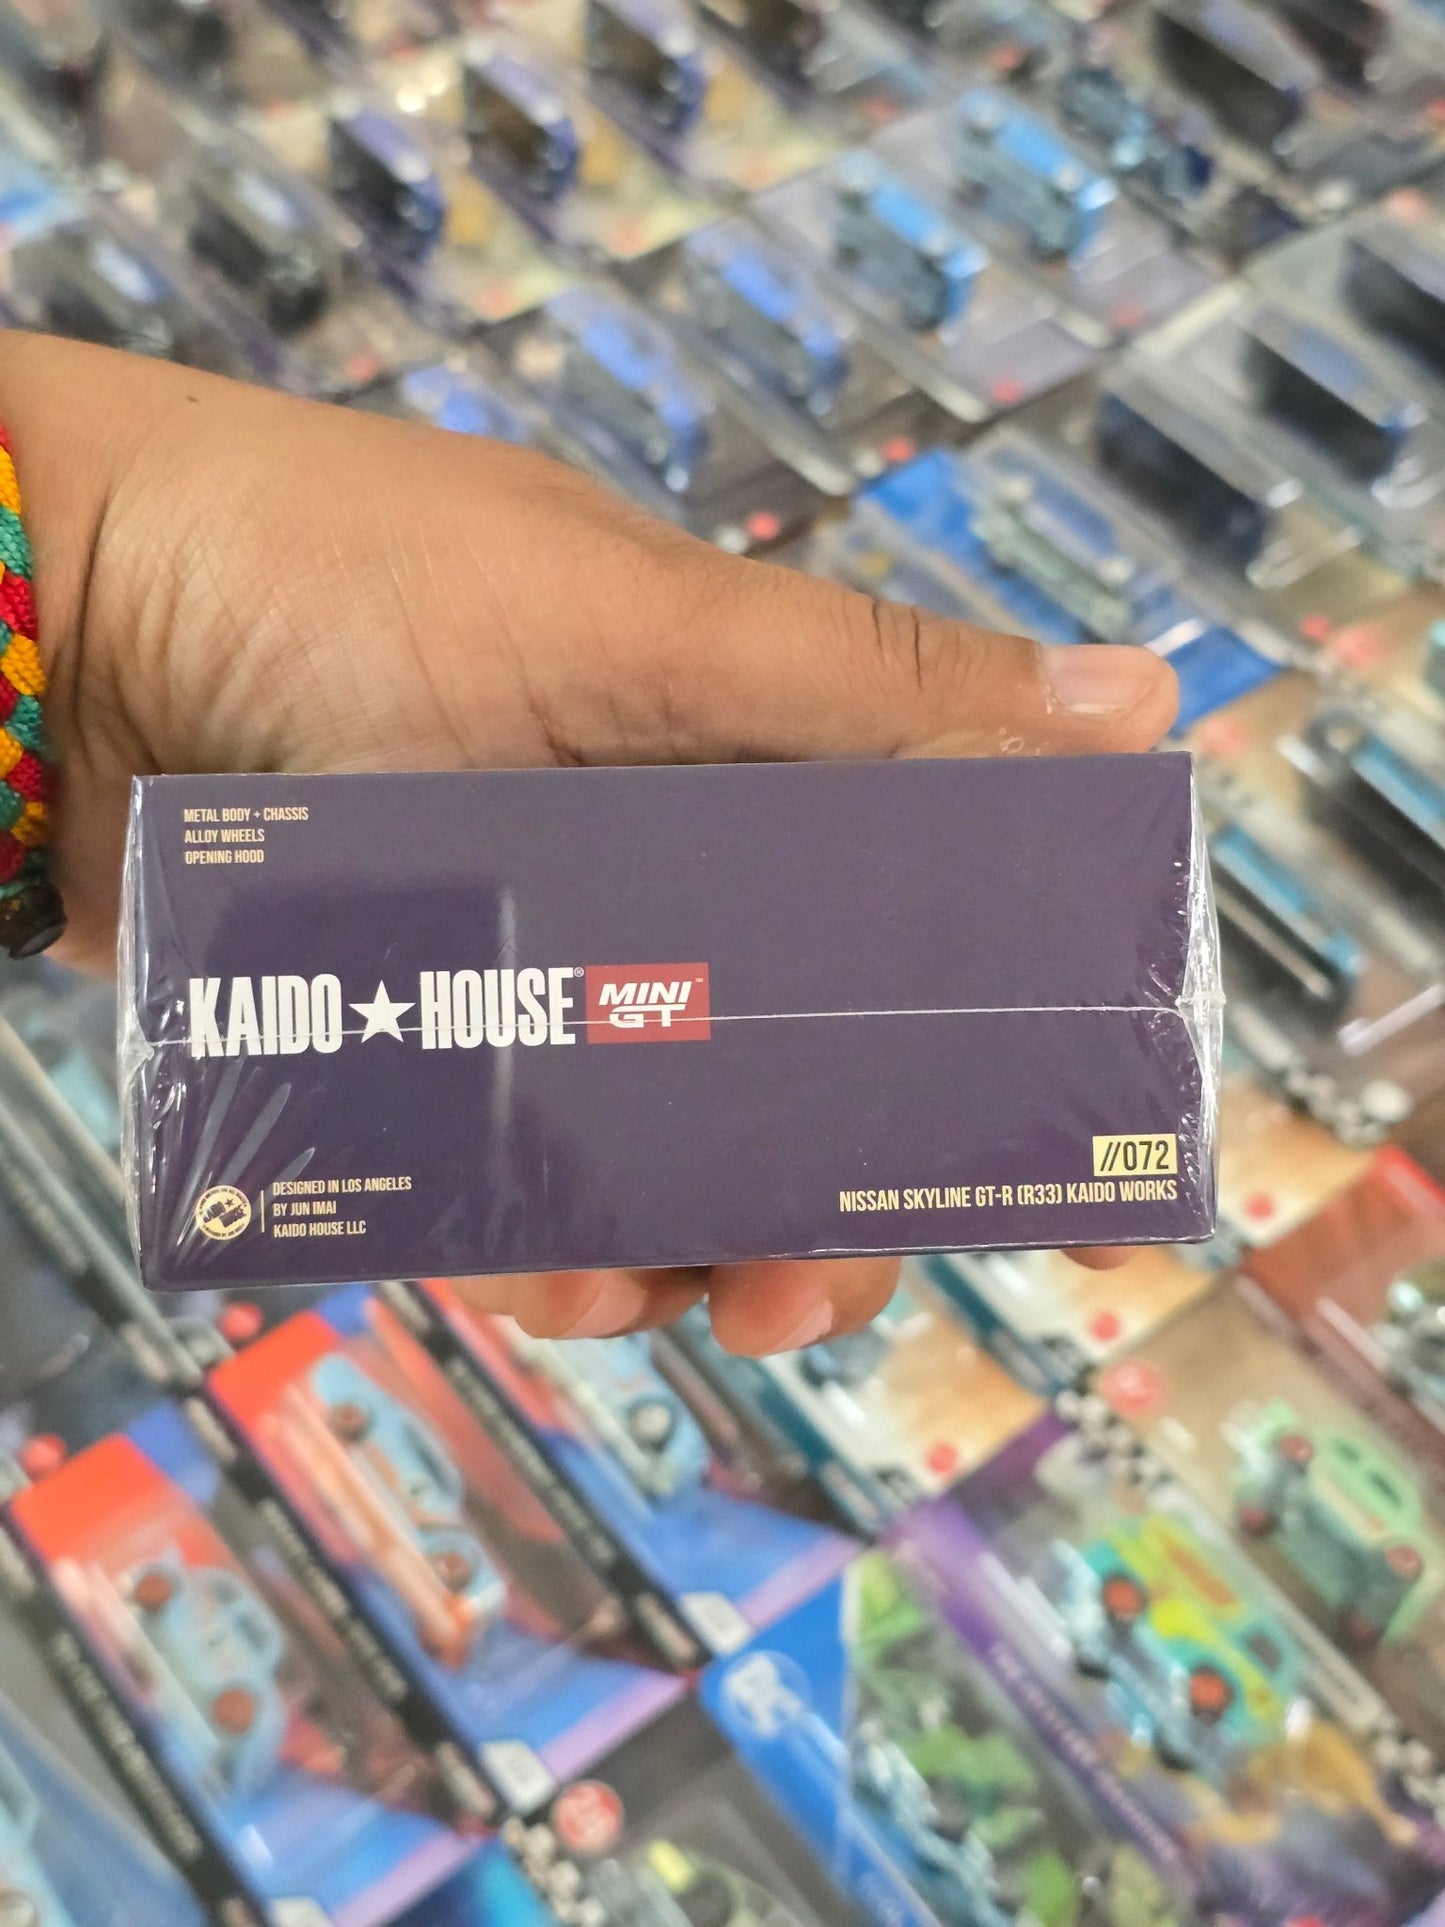 METAL BODY + CHASSIS
ALLOY WHEELS
OPENING HOOD
KAIDO★HOUSE® MINI GT™
//072
NISSAN SKYLINE GT-R (R33) KAIDO WORKS
DESIGNED IN LOS ANGELES
BY JUN IMAI
KAIDO HOUSE LLC